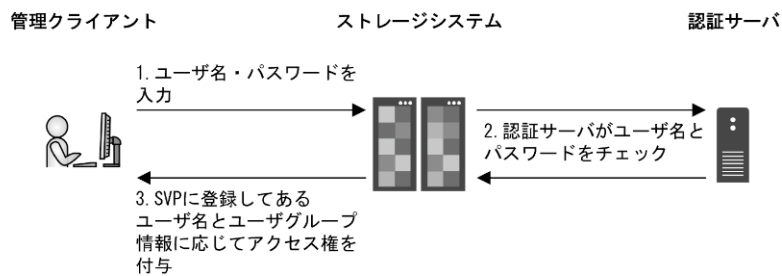 管理クライアント
ストレージシステム
認証サーバ
1. ユーザ名・パスワードを
入力
2. 認証サーバがユーザ名と
パスワードをチェック
3. SVPに登録してある
ユーザ名とユーザグループ
情報に応じてアクセス権を
付与